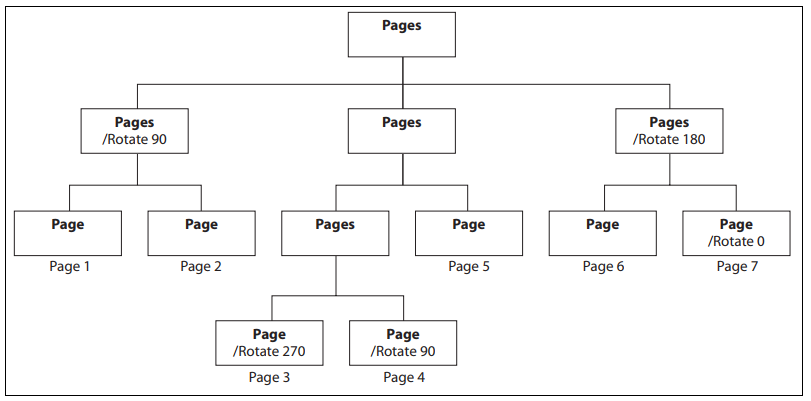 Pages
Pages
/Rotate 90
Pages
Pages
/Rotate 180
Page
Page
Pages
Page
Page
Page
/Rotate 0
Page 1
Page 2
Page 5
Page 6
Page 7
Page
/Rotate 270
Page
/Rotate 90
Page 3
Page 4